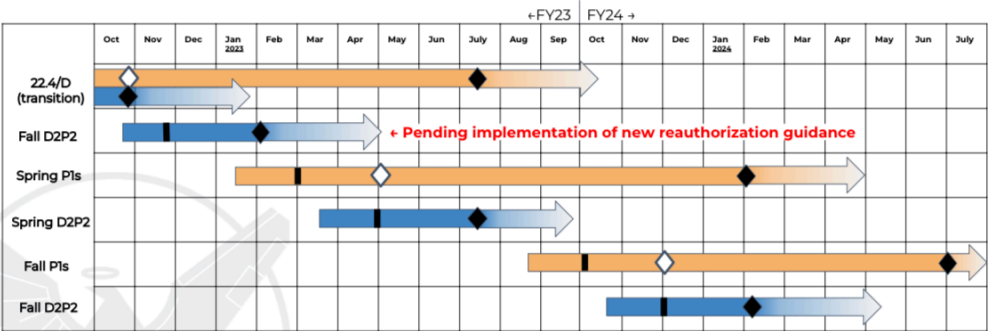 ←FY23 FY24 →
Oct Nov Dec Jan Feb Mar Apr May Jun July Aug Sep Oct Nov Dec Jan Feb Mar Apr May Jun July
2023 2024
22.4/D
(transition)
Fall D2P2 ← Pending implementation of new reauthorization guidance
Spring P1s
Spring D2P2
Fall P1s
Fall D2P2